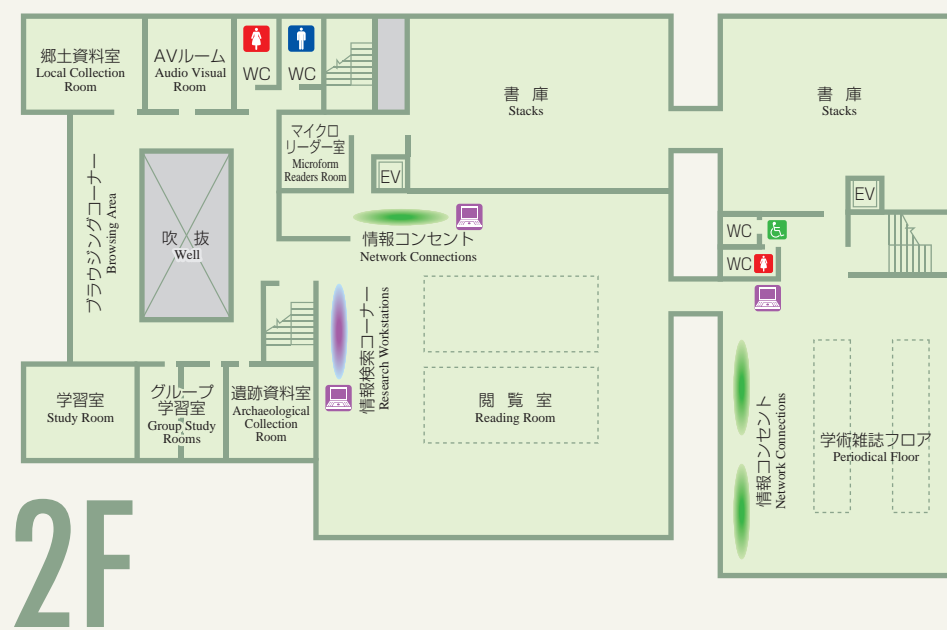 郷土資料室
Local Collection
Room
AVルーム
Audio Visual
Room
WC
WC
書 庫
Stacks
書 庫
Stacks
マイクロ
リーダー室
Microform
Readers Room
EV
EV
ブラウジングコーナー
Browsing Area
吹 抜
Well
情報コンセント
Network Connections
WC
WC
情報検索コーナー
Research Workstations
学習室
Study Room
グループ
学習室
Group Study
Rooms
遺跡資料室
Archaeological
Collection
Room
閲 覧 室
Reading Room
情報コンセント
Network Connections
学術雑誌フロア
Periodical Floor
2F